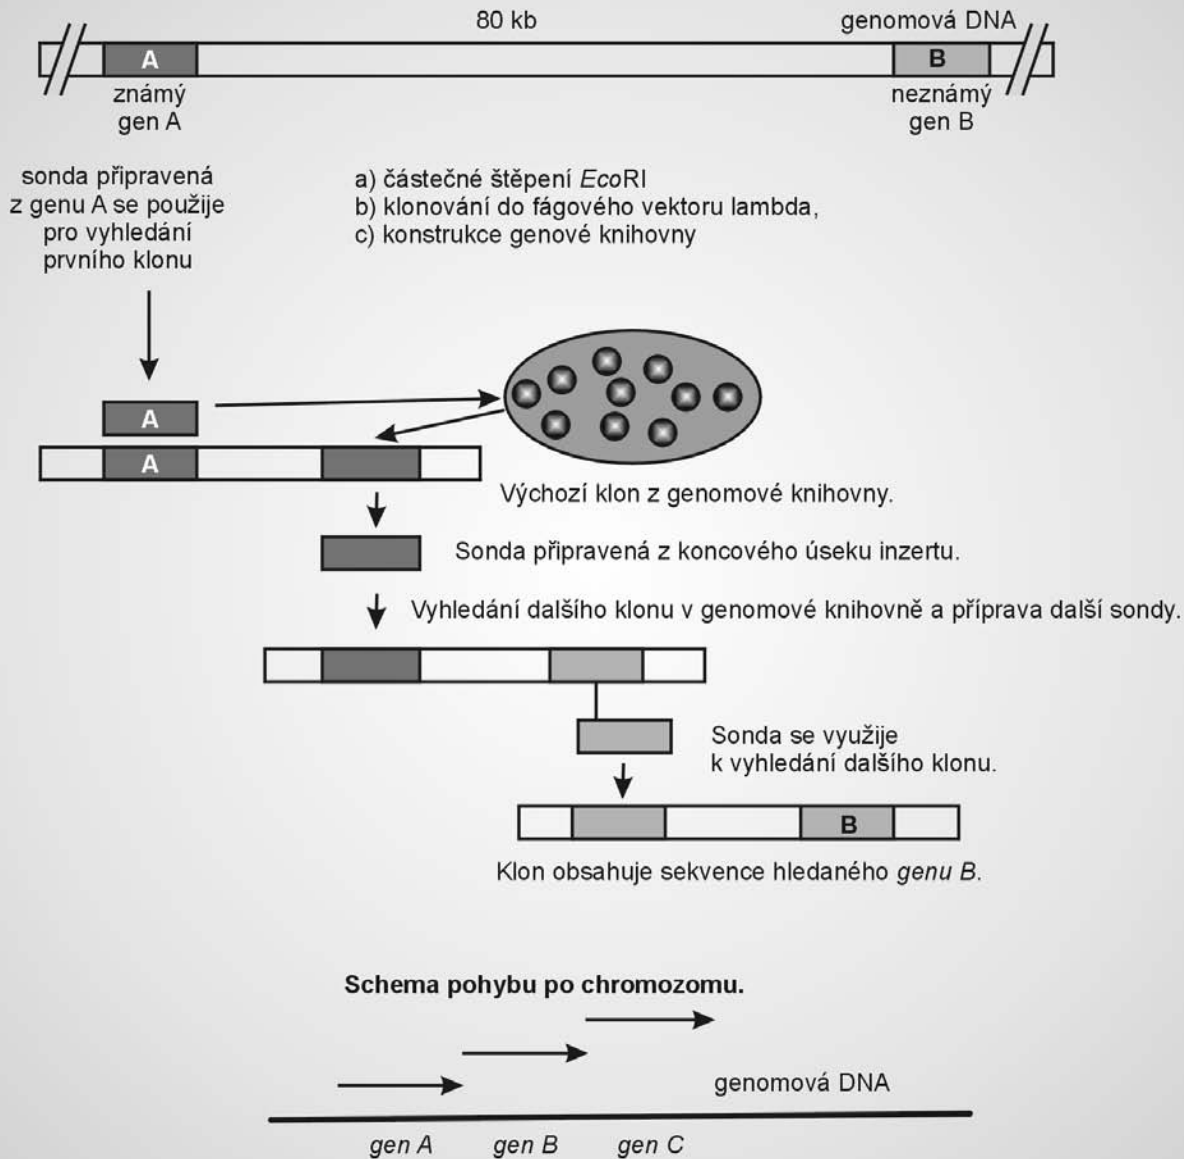 80 kb
genomová DNA
A
B
známý
gen A
neznámý
gen B
sonda připravená
z genu A se použije
pro vyhledání
prvního klonu
a) částečné štěpení EcoRI
b) klonování do fágového vektoru lambda,
c) konstrukce genové knihovny
A
A
Výchozí klon z genomové knihovny.
Sonda připravená z koncového úseku inzertu.
Vyhledání dalšího klonu v genomové knihovně a příprava další sondy.
Sonda se využije
k vyhledání dalšího klonu.
B
Klon obsahuje sekvence hledaného genu B.
Schema pohybu po chromozomu.
genomová DNA
gen A gen B gen C